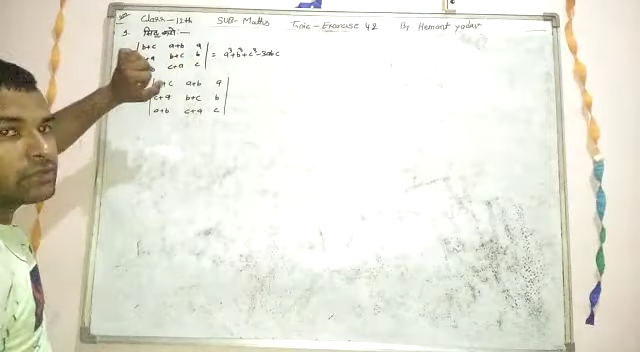 Class-12th SUB- Maths Topic - Exercise 4.2 By Hemant yadav
1. सिद्ध करो :-
b+c a+b a
b+c b = a³+b³+c³-3abc
c+a c
+c a+b a
c+a b+c b
a+b c+a c